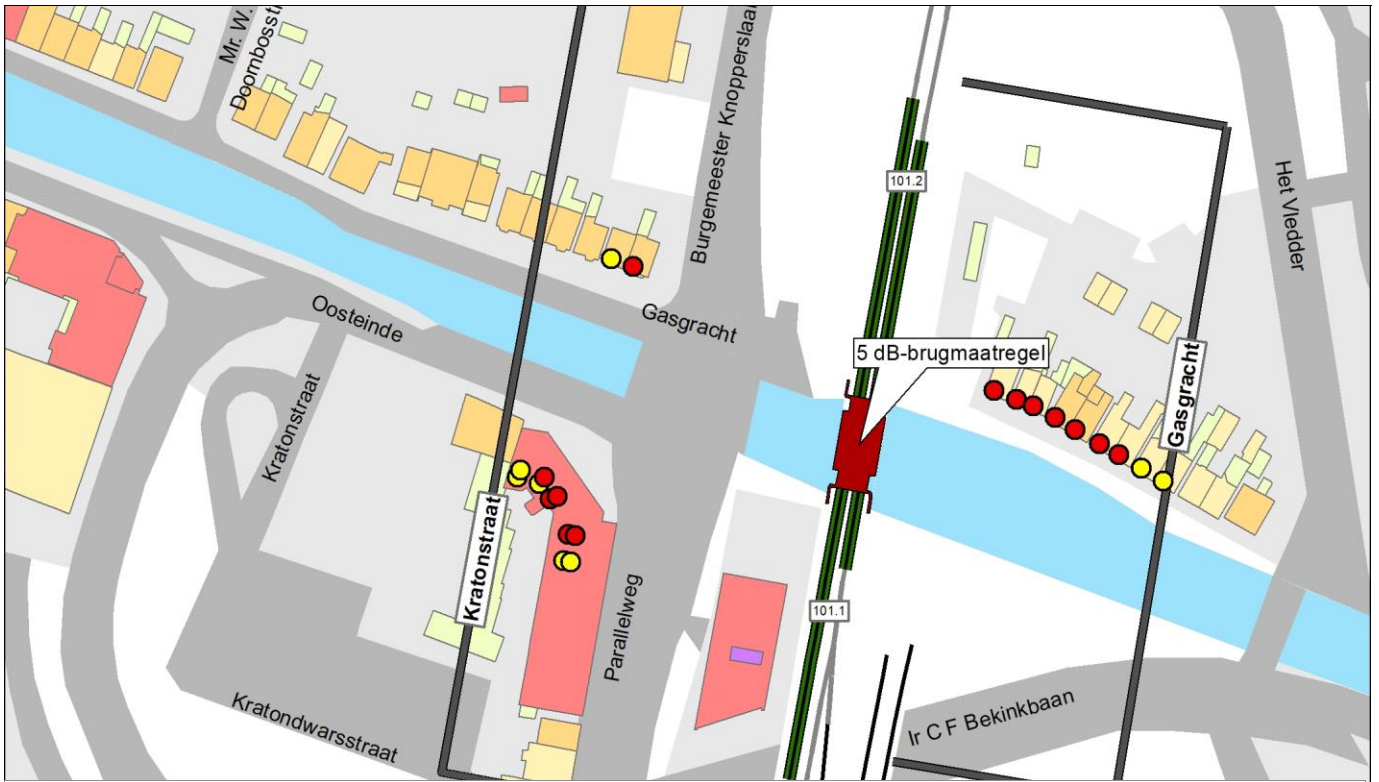 Mr. W.
Doornbosstr
Burgemeester Knopperslaan
101.2
Het Vledder
Oosteinde
Gasgracht
5 dB-brugmaatregel
Gasgracht
Kratonstraat
Kratonstraat
Parallelweg
101.1
Kratondwarsstraat
Ir C F Bekinkbaan